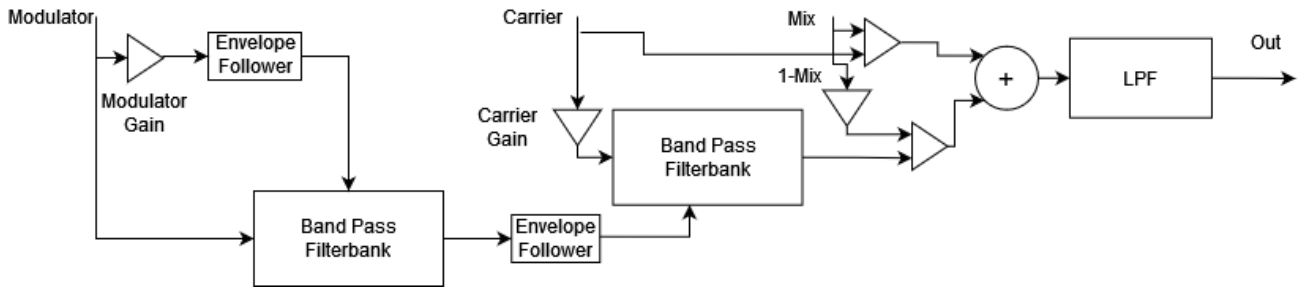 Modulator
Envelope
Follower
Modulator
Gain
Band Pass
Filterbank
Envelope
Follower
Carrier
Carrier
Gain
Band Pass
Filterbank
Mix
1-Mix
+
LPF
Out